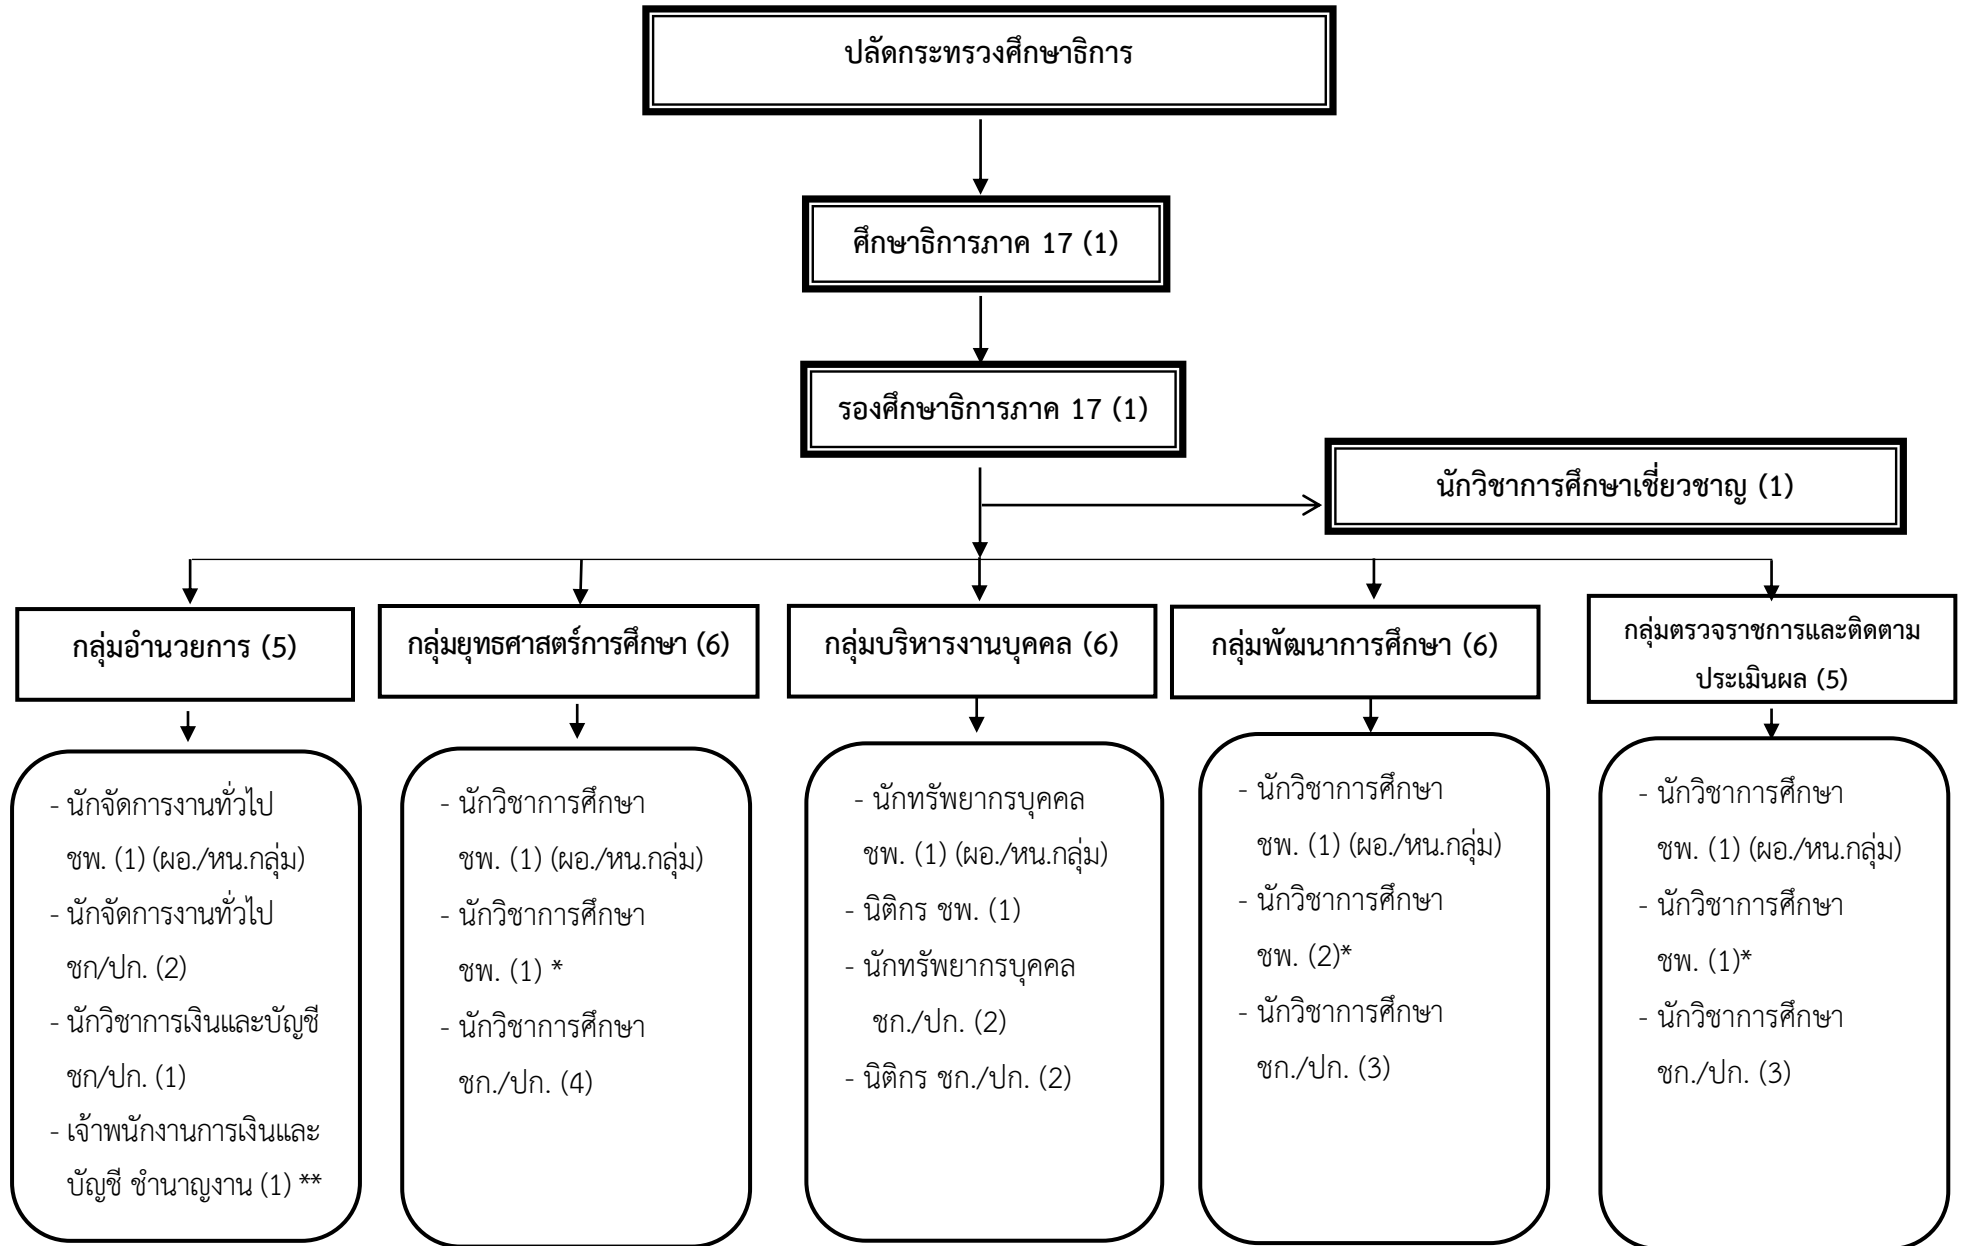 ปลัดกระทรวงศึกษาธิการ
ศึกษาธิการภาค 17 (1)
รองศึกษาธิการภาค 17 (1)
นักวิชาการศึกษาเชี่ยวชาญ (1)
กลุ่มอำนวยการ (5)
- นักจัดการงานทั่วไป
ชพ. (1) (ผอ./หน.กลุ่ม)
- นักจัดการงานทั่วไป
ชก/ปก. (2)
- นักวิชาการเงินและบัญชี
ชก/ปก. (1)
- เจ้าพนักงานการเงินและ
บัญชี ชำนาญงาน (1) **
กลุ่มยุทธศาสตร์การศึกษา (6)
- นักวิชาการศึกษา
ชพ. (1) (ผอ./หน.กลุ่ม)
- นักวิชาการศึกษา
ชพ. (1) *
- นักวิชาการศึกษา
ชก./ปก. (4)
กลุ่มบริหารงานบุคคล (6)
- นักทรัพยากรบุคคล
ชพ. (1) (ผอ./หน.กลุ่ม)
- นิติกร ชพ. (1)
- นักทรัพยากรบุคคล
ชก./ปก. (2)
- นิติกร ชก./ปก. (2)
กลุ่มพัฒนาการศึกษา (6)
- นักวิชาการศึกษา
ชพ. (1) (ผอ./หน.กลุ่ม)
- นักวิชาการศึกษา
ชพ. (2)*
- นักวิชาการศึกษา
ชก./ปก. (3)
กลุ่มตรวจราชการและติดตาม
ประเมินผล (5)
- นักวิชาการศึกษา
ชพ. (1) (ผอ./หน.กลุ่ม)
- นักวิชาการศึกษา
ชพ. (1)*
- นักวิชาการศึกษา
ชก./ปก. (3)